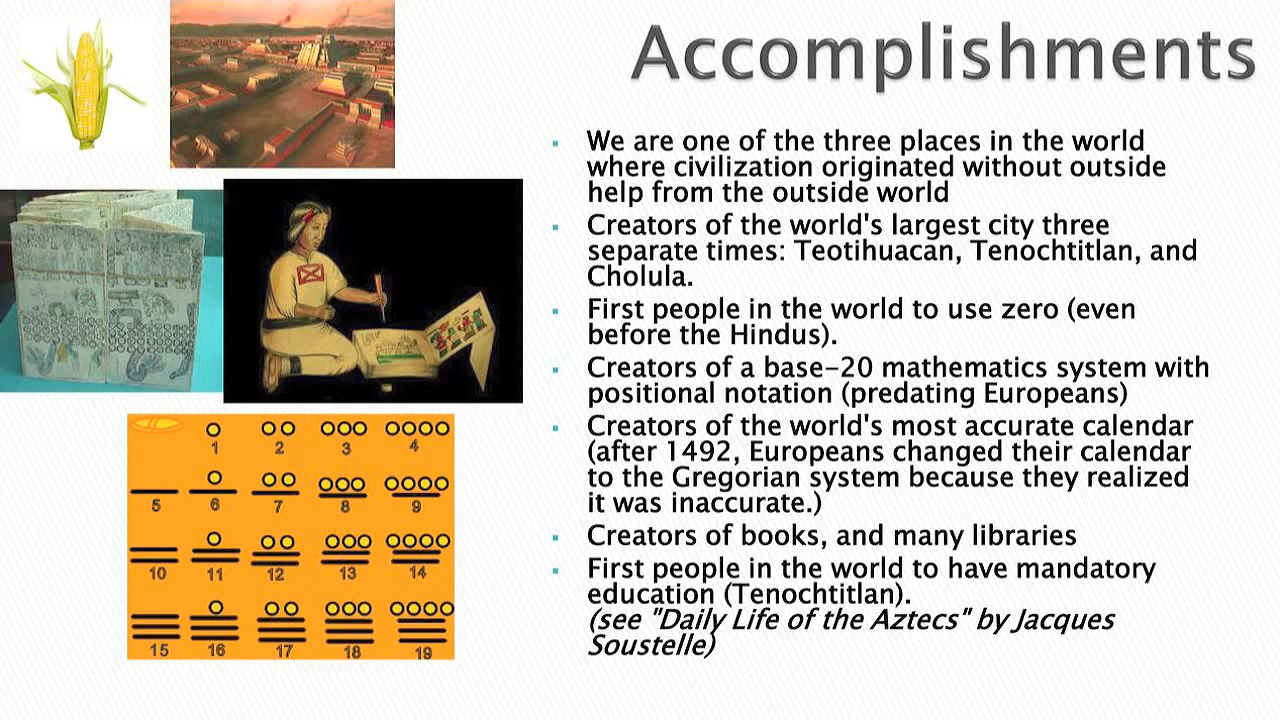 Accomplishments
▪ We are one of the three places in the world
where civilization originated without outside
help from the outside world
▪ Creators of the world's largest city three
separate times: Teotihuacan, Tenochtitlan, and
Cholula.
▪ First people in the world to use zero (even
before the Hindus).
▪ Creators of a base-20 mathematics system with
positional notation (predating Europeans)
▪ Creators of the world's most accurate calendar
(after 1492, Europeans changed their calendar
to the Gregorian system because they realized
it was inaccurate.)
▪ Creators of books, and many libraries
▪ First people in the world to have mandatory
education (Tenochtitlan).
(see "Daily Life of the Aztecs" by Jacques
Soustelle)
1 2 3 4
5 6 7 8 9
10 11 12 13 14
15 16 17 18 19